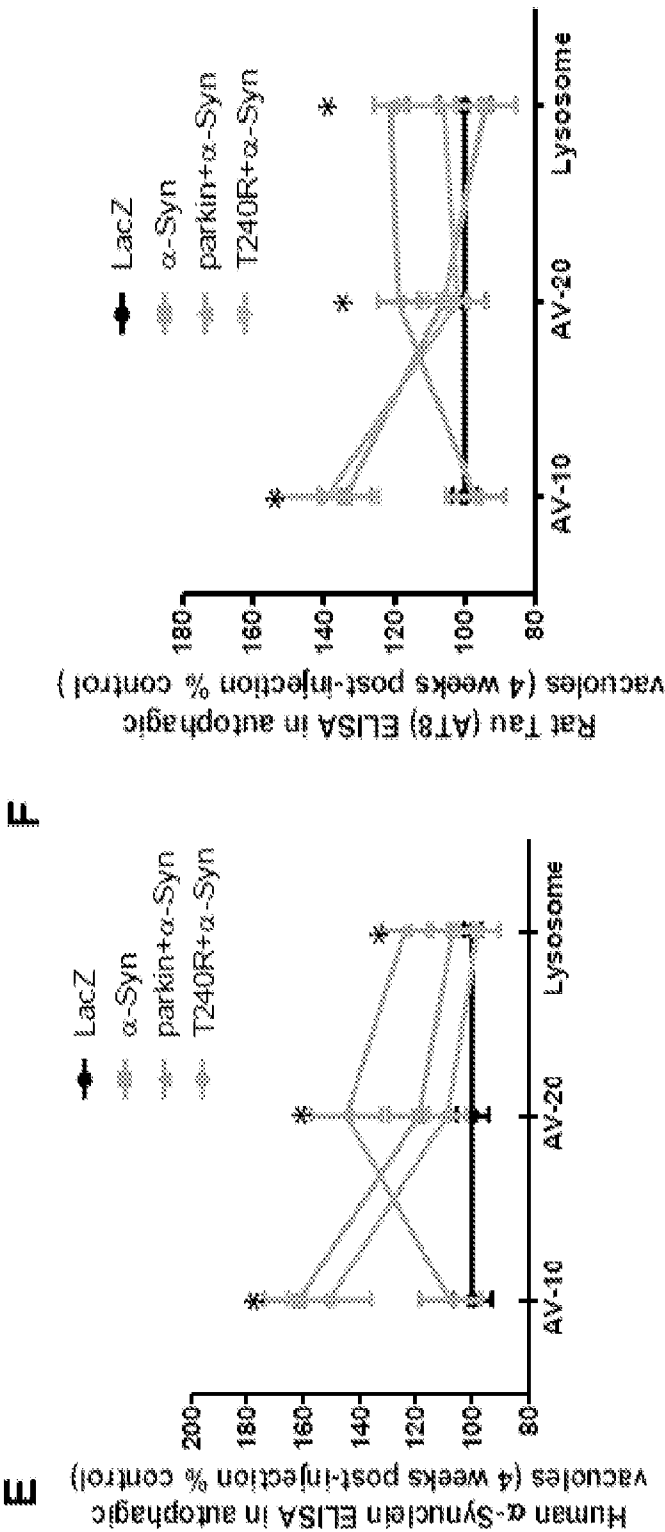 E
Human α-Synuclein ELISA in autophagic
vacuoles (4 weeks post-injection % control)
200
180
160
140
120
100
80
LacZ
α-Syn
parkin+α-Syn
T240R+α-Syn
*
*
*
AV-10
AV-20
Lysosome
F
Rat Tau (AT8) ELISA in autophagic
vacuoles (4 weeks post-injection % control)
180
160
140
120
100
80
LacZ
α-Syn
parkin+α-Syn
T240R+α-Syn
*
*
*
AV-10
AV-20
Lysosome